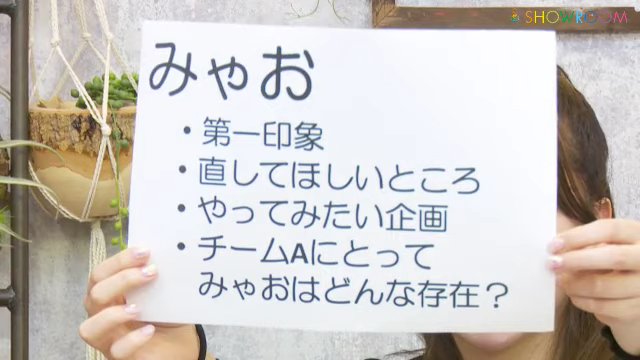 SHOWROOM
みゃお
・第一印象
・直してほしいところ
・やってみたい企画
・チームAにとって
みゃおはどんな存在？